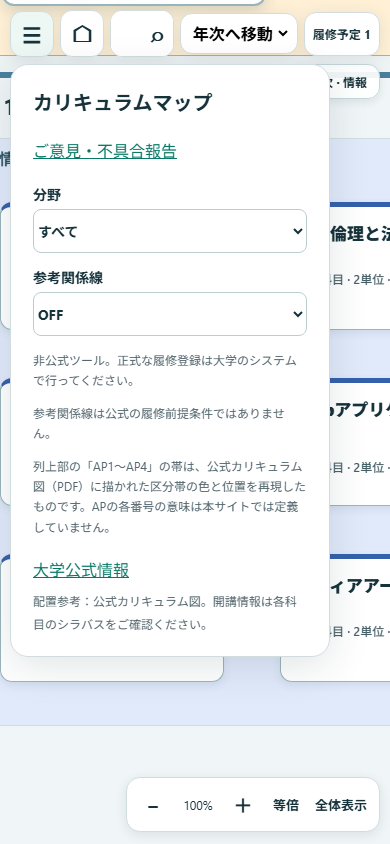 年次へ移動
履修予定 1
・情報
カリキュラムマップ
ご意見・不具合報告
分野
すべて
倫理と法
目・2単位・
参考関係線
OFF
非公式ツール。正式な履修登録は大学のシステム
で行ってください。
参考関係線は公式の履修前提条件ではありませ
ん。
アプリケ
目・2単位・
列上部の「AP1〜AP4」の帯は、公式カリキュラム
図（PDF）に描かれた区分帯の色と位置を再現した
ものです。APの各番号の意味は本サイトでは定義
していません。
大学公式情報
ィアアー
配置参考：公式カリキュラム図。開講情報は各科
目のシラバスをご確認ください。
目・2単位・
− 100% ＋ 等倍 全体表示